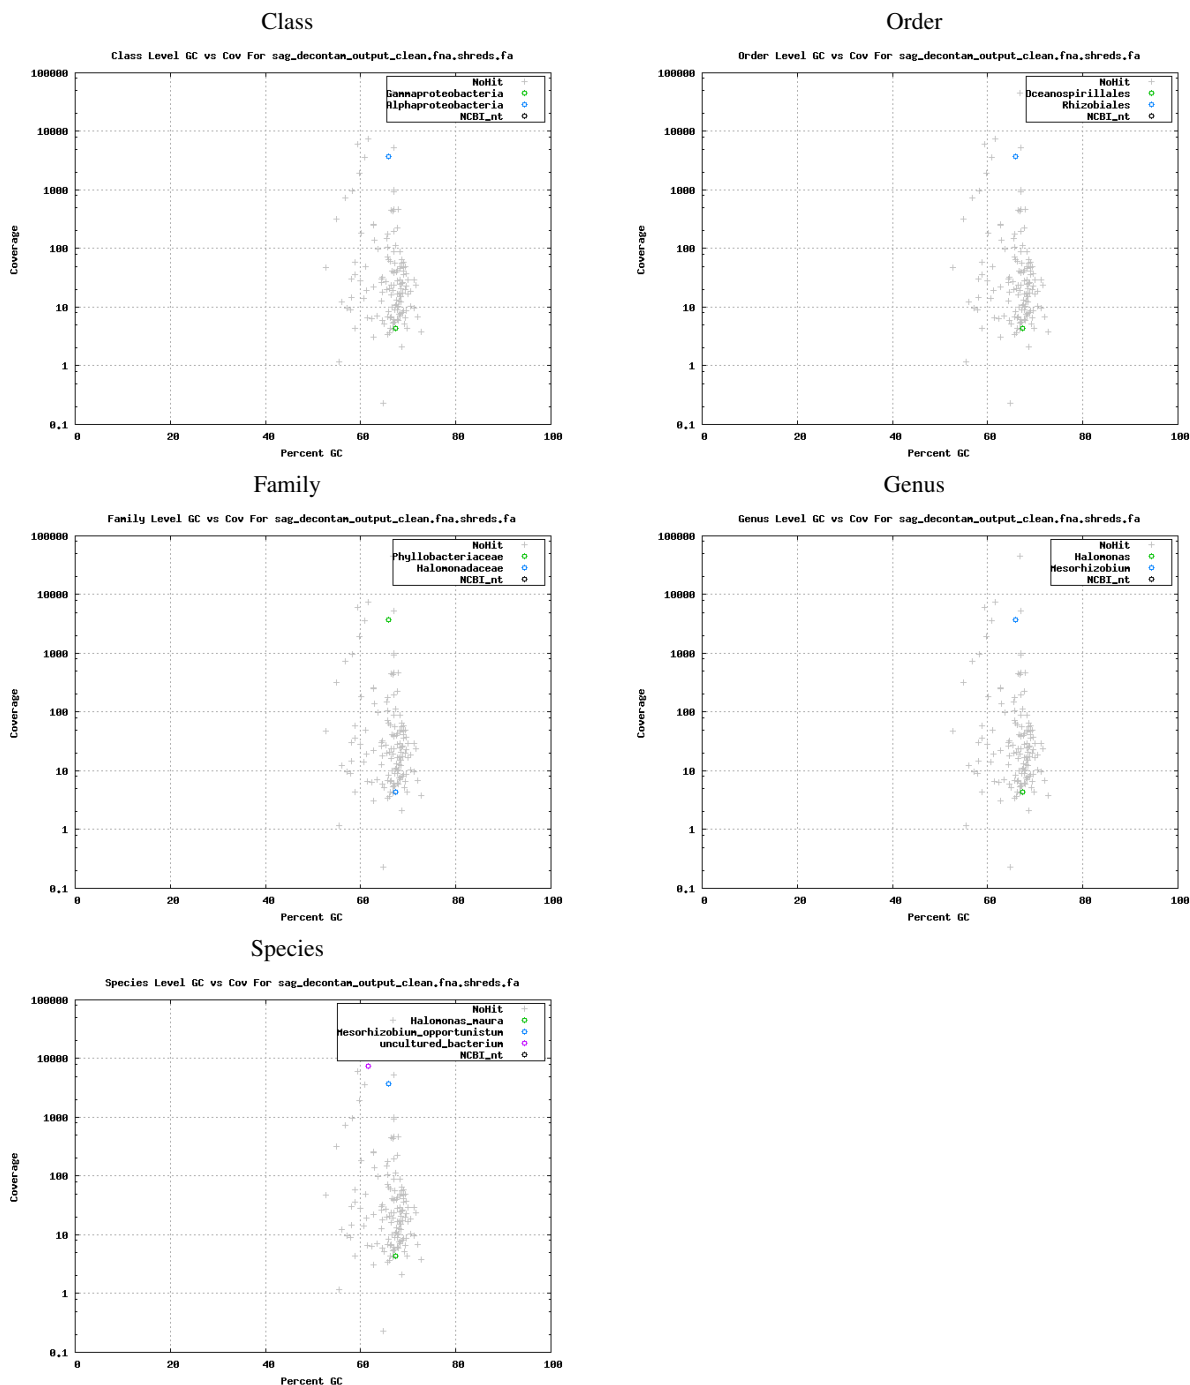 Class
Class Level GC vs Cov For sag_decontam_output_clean.fna.shreds.fa
100000
10000
1000
100
10
1
0.1
Coverage
NoHit
Gammaproteobacteria
Alphaproteobacteria
NCBI_nt
0 20 40 60 80 100
Percent GC
Order
Order Level GC vs Cov For sag_decontam_output_clean.fna.shreds.fa
100000
10000
1000
100
10
1
0.1
Coverage
NoHit
Oceanospirillales
Rhizobiales
NCBI_nt
0 20 40 60 80 100
Percent GC
Family
Family Level GC vs Cov For sag_decontam_output_clean.fna.shreds.fa
100000
10000
1000
100
10
1
0.1
Coverage
NoHit
Phyllobacteriaceae
Halomonadaceae
NCBI_nt
0 20 40 60 80 100
Percent GC
Genus
Genus Level GC vs Cov For sag_decontam_output_clean.fna.shreds.fa
100000
10000
1000
100
10
1
0.1
Coverage
NoHit
Halomonas
Mesorhizobium
NCBI_nt
0 20 40 60 80 100
Percent GC
Species
Species Level GC vs Cov For sag_decontam_output_clean.fna.shreds.fa
100000
10000
1000
100
10
1
0.1
Coverage
NoHit
Halomonas_maura
Mesorhizobium_opportunistum
uncultured_bacterium
NCBI_nt
0 20 40 60 80 100
Percent GC